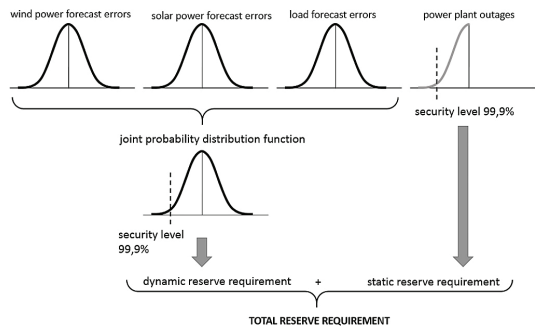 wind power forecast errors
solar power forecast errors
load forecast errors
power plant outages
security level 99,9%
joint probability distribution function
security level
99,9%
dynamic reserve requirement + static reserve requirement
TOTAL RESERVE REQUIREMENT